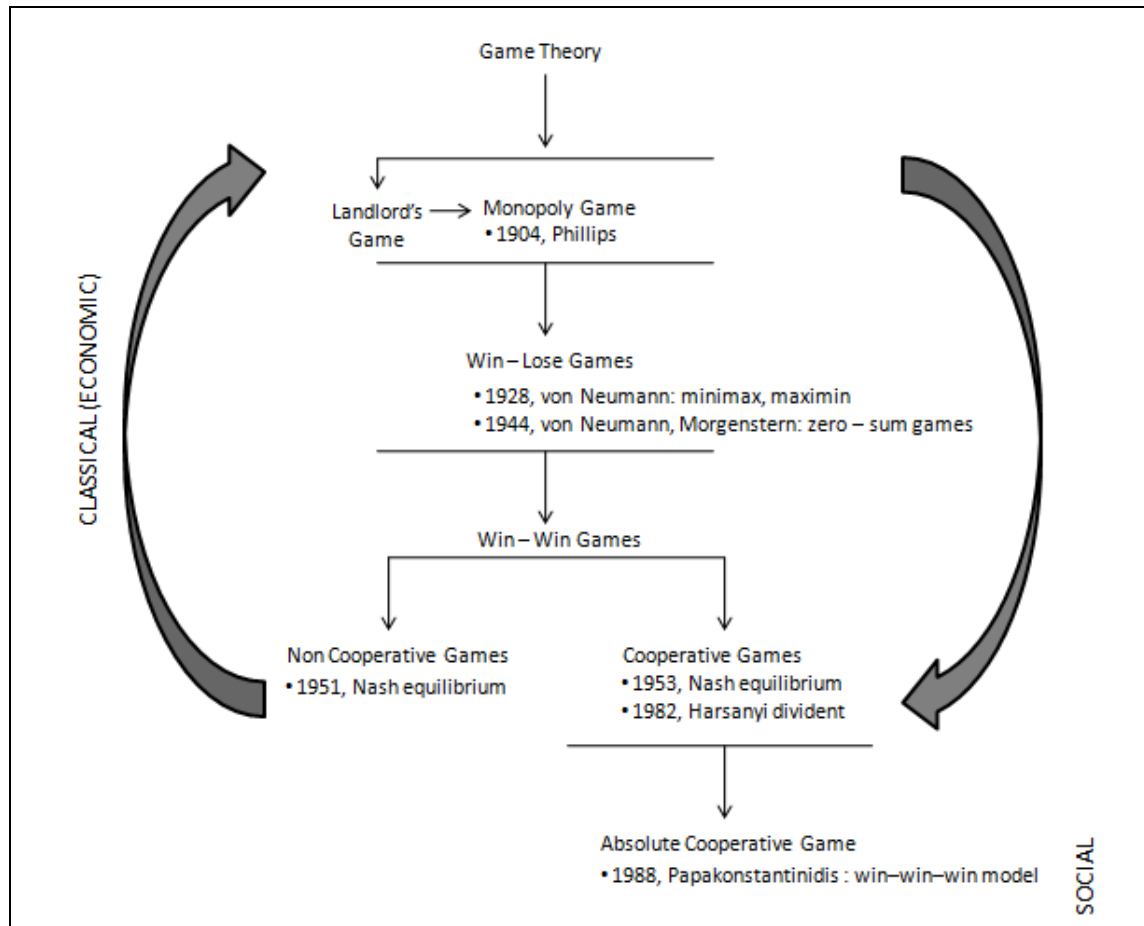 Game Theory
Landlord's
Game
Monopoly Game
• 1904, Phillips
CLASSICAL (ECONOMIC)
Win – Lose Games
• 1928, von Neumann: minimax, maximin
• 1944, von Neumann, Morgenstern: zero – sum games
Win – Win Games
Non Cooperative Games
• 1951, Nash equilibrium
Cooperative Games
• 1953, Nash equilibrium
• 1982, Harsanyi divident
Absolute Cooperative Game
• 1988, Papakonstantinidis : win–win–win model
SOCIAL